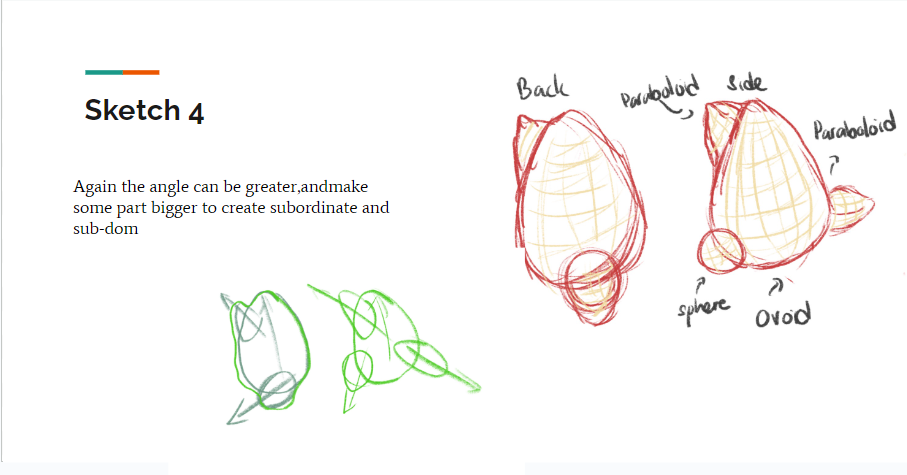 Sketch 4
Again the angle can be greater,andmake
some part bigger to create subordinate and
sub-dom
Back
Paraboloid
Side
Paraboloid
sphere
Ovoid